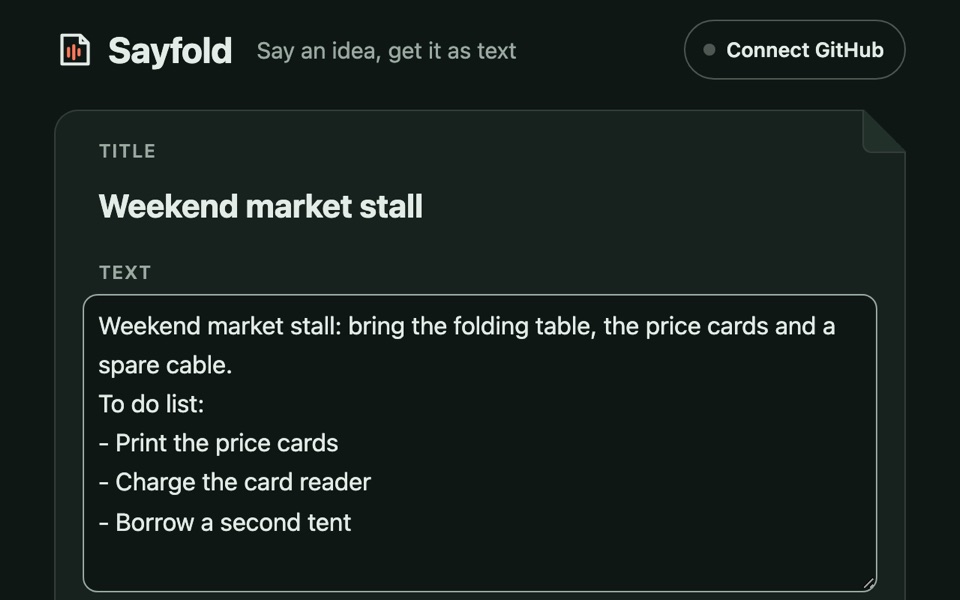 Sayfold
Say an idea, get it as text
Connect GitHub
TITLE
Weekend market stall
TEXT
Weekend market stall: bring the folding table, the price cards and a
spare cable.
To do list:
- Print the price cards
- Charge the card reader
- Borrow a second tent